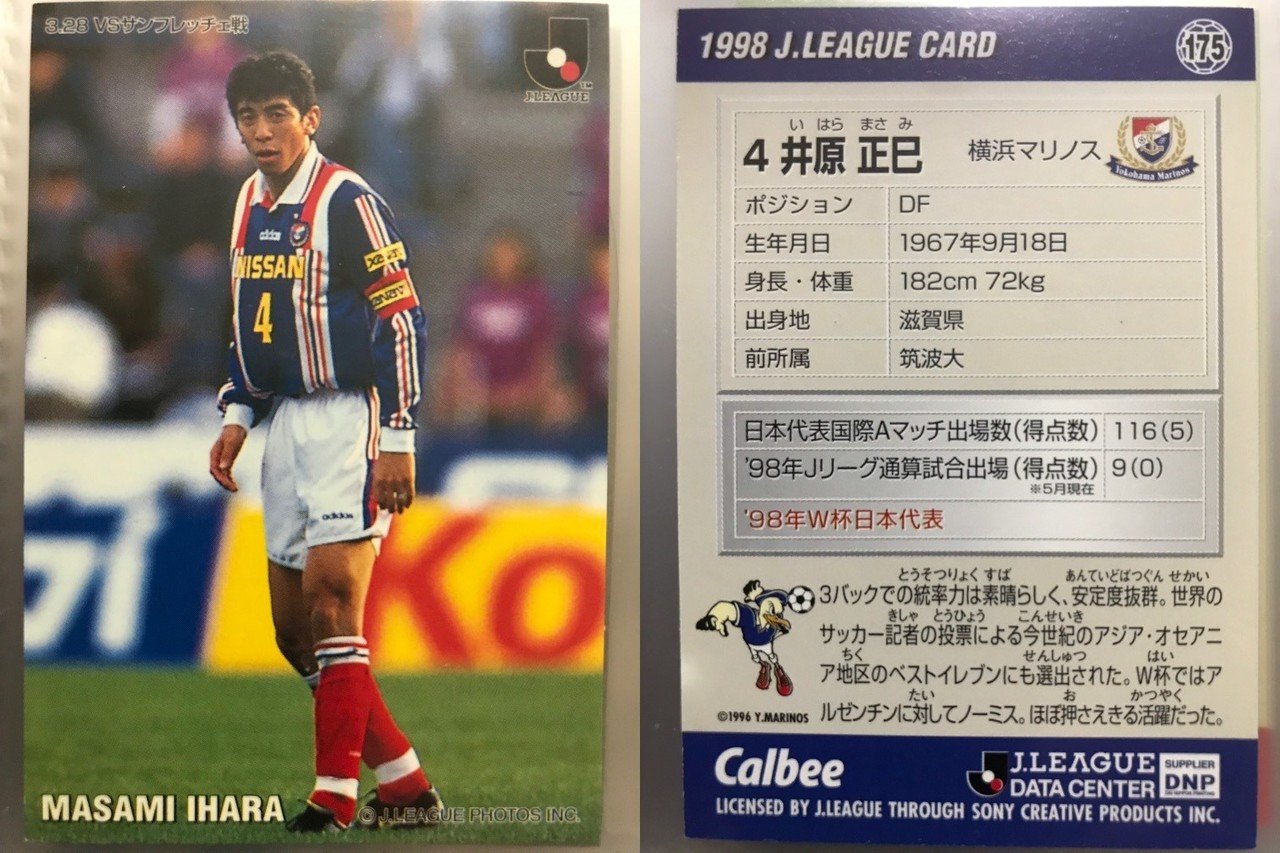 3.28 VSサンフレッチェ戦
J.LEAGUE
TM
adidas
XANAVI
NISSAN
XANAVI
4
adidas
Ko
MASAMI IHARA
© J.LEAGUE PHOTOS INC.
1998 J.LEAGUE CARD
175
い はら まさ み
4 井原 正巳
横浜マリノス
Yokohama Marinos
ポジション DF
生年月日 1967年9月18日
身長・体重 182cm 72kg
出身地 滋賀県
前所属 筑波大
日本代表国際Aマッチ出場数(得点数) 116(5)
'98年Jリーグ通算試合出場(得点数) 9(0)
※5月現在
'98年W杯日本代表
とうそつりょく すば あんていどばつぐん せかい
3バックでの統率力は素晴らしく、安定度抜群。世界の
きしゃ とうひょう こんせいき
サッカー記者の投票による今世紀のアジア・オセアニ
ちく せんしゅつ はい
ア地区のベストイレブンにも選出された。W杯ではア
たい お かつやく
ルゼンチンに対してノーミス。ほぼ押さえきる活躍だった。
©1996 Y.MARINOS
Calbee
J.LEAGUE
DATA CENTER
SUPPLIER
DNP
LICENSED BY J.LEAGUE THROUGH SONY CREATIVE PRODUCTS INC.